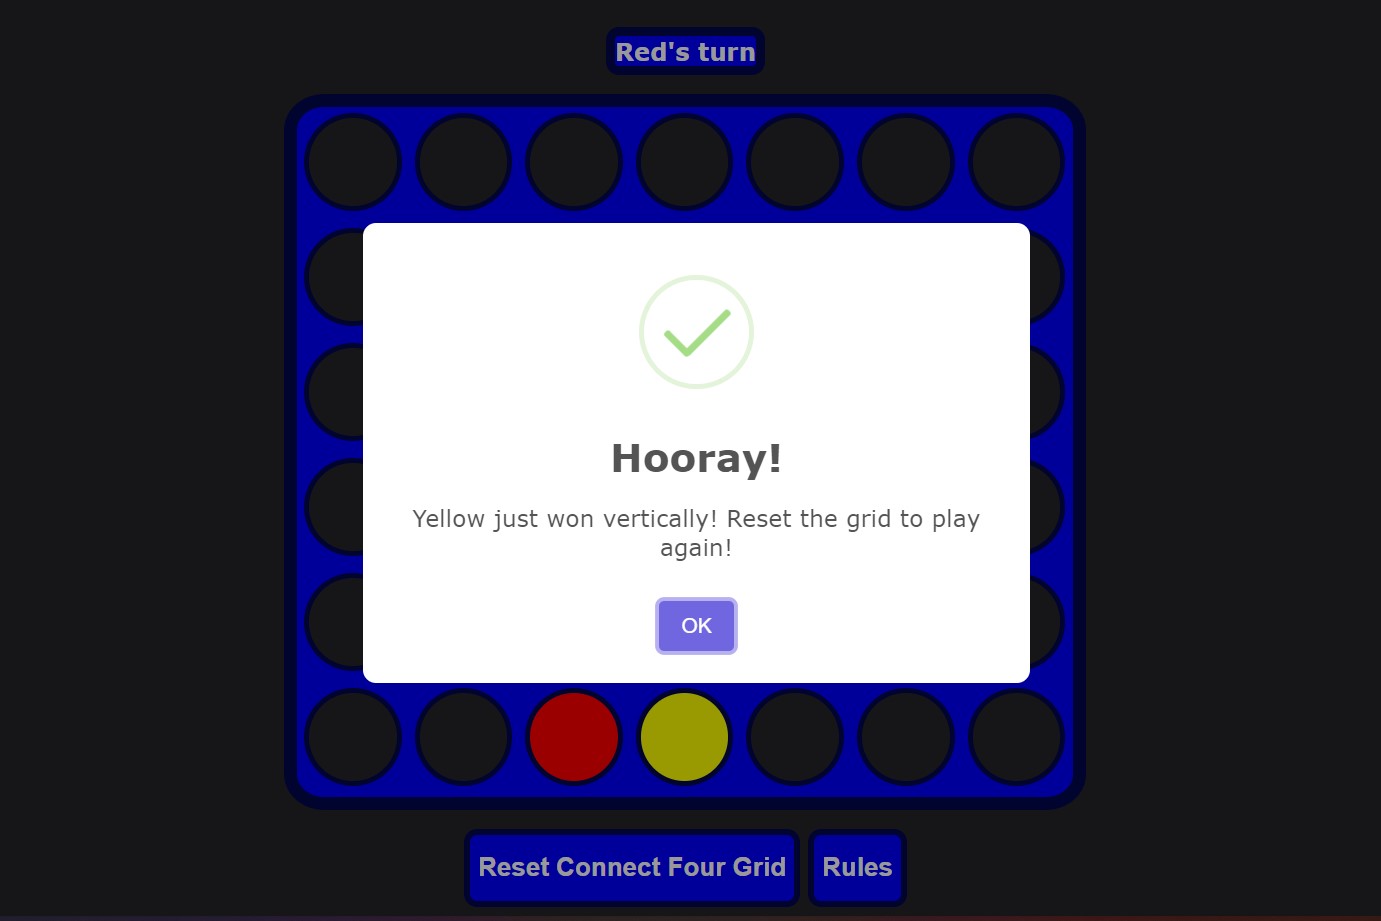 Red's turn
Hooray!
Yellow just won vertically! Reset the grid to play
again!
OK
Reset Connect Four Grid
Rules